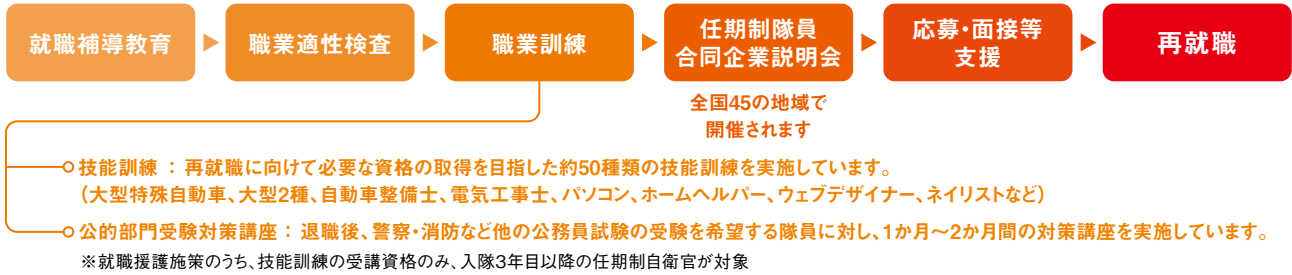 就職補導教育
職業適性検査
職業訓練
任期制隊員
合同企業説明会
応募・面接等
支援
再就職
全国45の地域で
開催されます
技能訓練 ： 再就職に向けて必要な資格の取得を目指した約50種類の技能訓練を実施しています。
（大型特殊自動車、大型2種、自動車整備士、電気工事士、パソコン、ホームヘルパー、ウェブデザイナー、ネイリストなど）
公的部門受験対策講座 ： 退職後、警察・消防など他の公務員試験の受験を希望する隊員に対し、1か月～2か月間の対策講座を実施しています。
※就職援護施策のうち、技能訓練の受講資格のみ、入隊3年目以降の任期制自衛官が対象